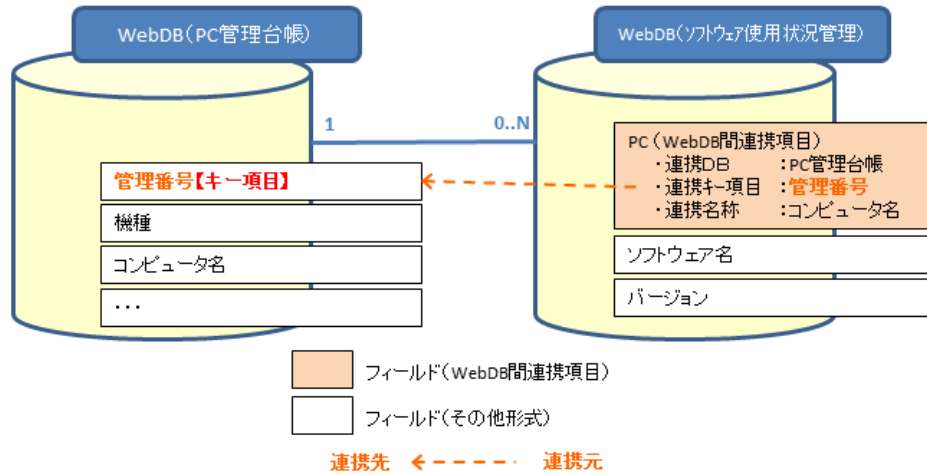 WebDB(PC管理台帳)
WebDB(ソフトウェア使用状況管理)
1
0..N
管理番号【キー項目】
機種
コンピュータ名
・・・
PC(WebDB間連携項目)
・連携DB :PC管理台帳
・連携キー項目 :管理番号
・連携名称 :コンピュータ名
ソフトウェア名
バージョン
フィールド(WebDB間連携項目)
フィールド(その他形式)
連携先
連携元